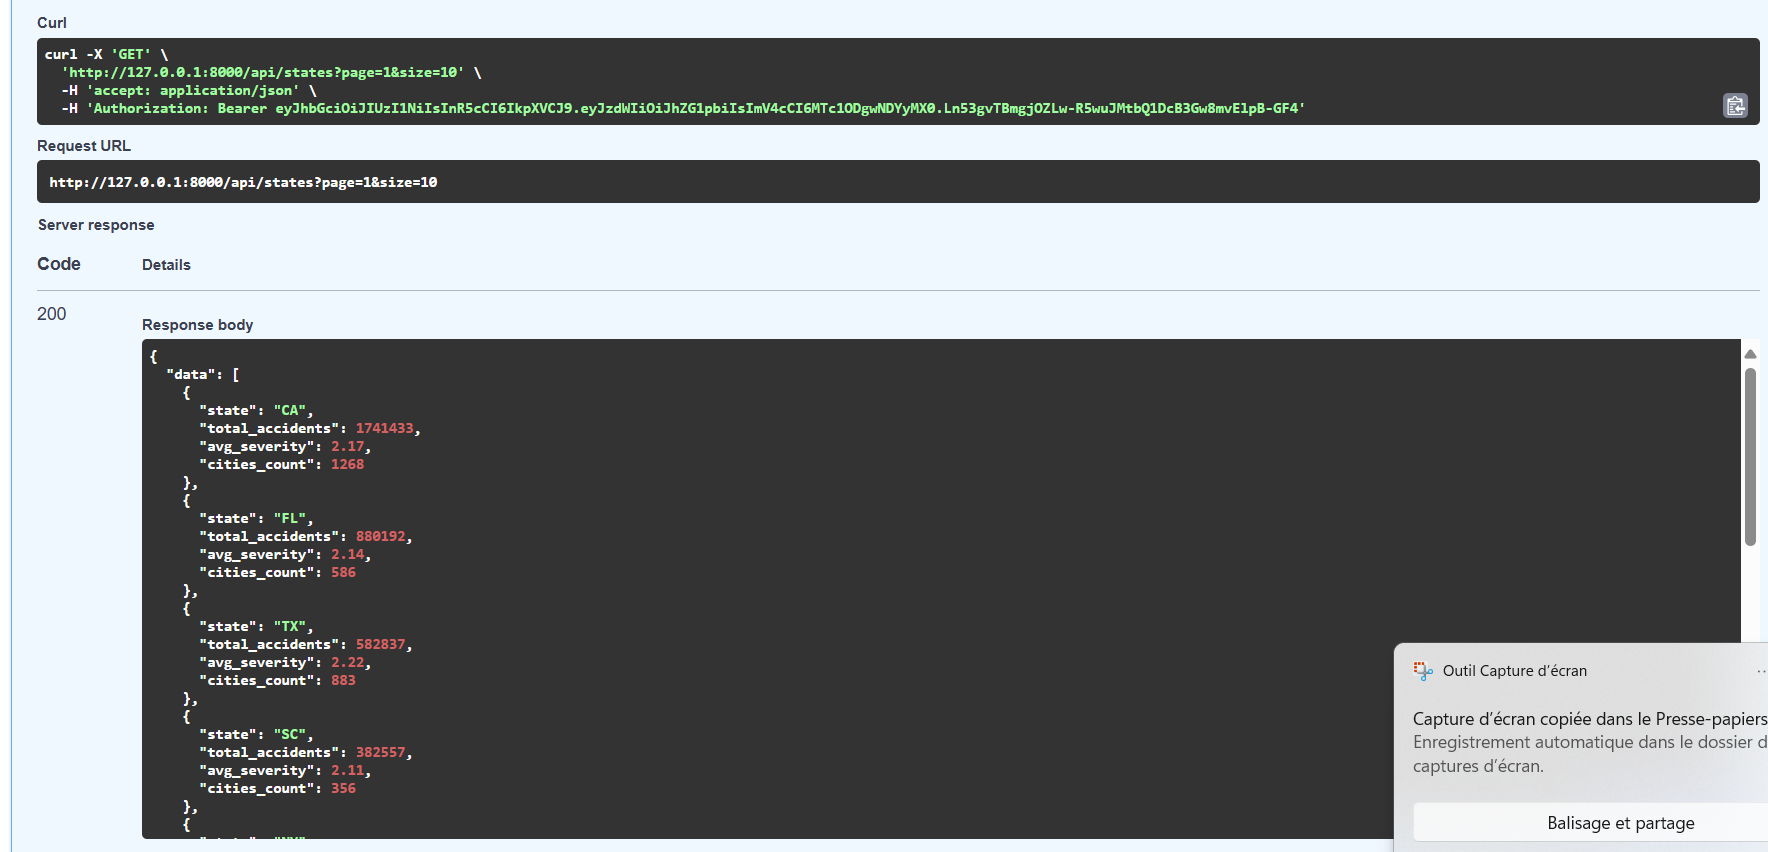 Curl
curl -X 'GET' \
'http://127.0.0.1:8000/api/states?page=1&size=10' \
-H 'accept: application/json' \
-H 'Authorization: Bearer eyJhbGciOiJIUzI1NiIsInR5cCI6IkpXVCJ9.eyJzdWIiOiJhZG1pbiIsImV4cCI6MTc1ODgwNDYyMX0.Ln53gvTBmgjOZLw-R5wuJMtbQ1DcB3Gw8mvElpB-GF4'
Request URL
http://127.0.0.1:8000/api/states?page=1&size=10
Server response
Code Details
200
Response body
{
"data": [
{
"state": "CA",
"total_accidents": 1741433,
"avg_severity": 2.17,
"cities_count": 1268
},
{
"state": "FL",
"total_accidents": 880192,
"avg_severity": 2.14,
"cities_count": 586
},
{
"state": "TX",
"total_accidents": 582837,
"avg_severity": 2.22,
"cities_count": 883
},
{
"state": "SC",
"total_accidents": 382557,
"avg_severity": 2.11,
"cities_count": 356
},
{
Outil Capture d'écran
Capture d'écran copiée dans le Presse-papiers
Enregistrement automatique dans le dossier d
captures d'écran.
Balisage et partage